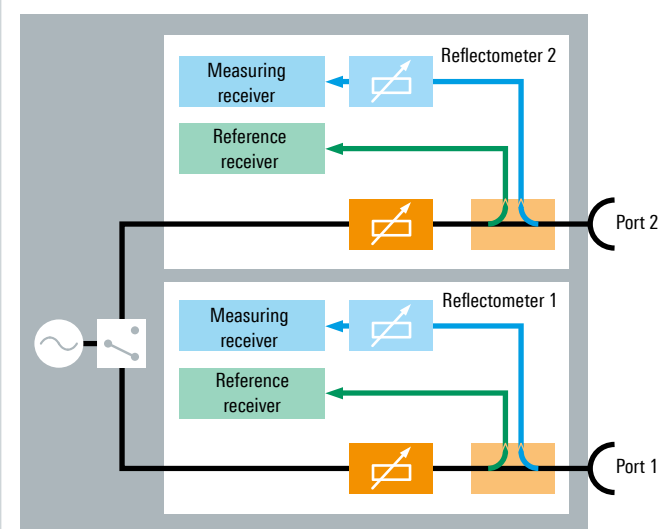 Reflectometer 2
Measuring
receiver
Reference
receiver
Port 2
Reflectometer 1
Measuring
receiver
Reference
receiver
Port 1